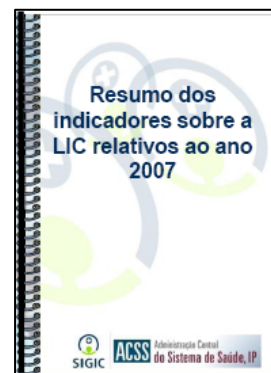 Resumo dos
indicadores sobre a
LIC relativos ao ano
2007
SIGIC
ACSS Administração Central
do Sistema de Saúde, IP